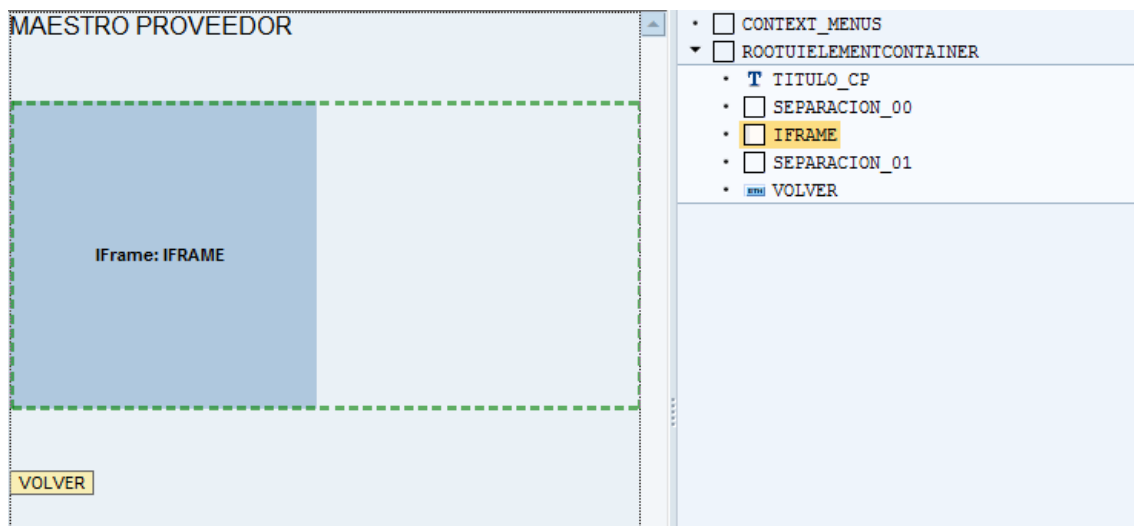 MAESTRO PROVEEDOR
IFrame: IFRAME
VOLVER
CONTEXT_MENUS
ROOTUIELEMENTCONTAINER
T TITULO_CP
SEPARACION_00
IFRAME
SEPARACION_01
VOLVER